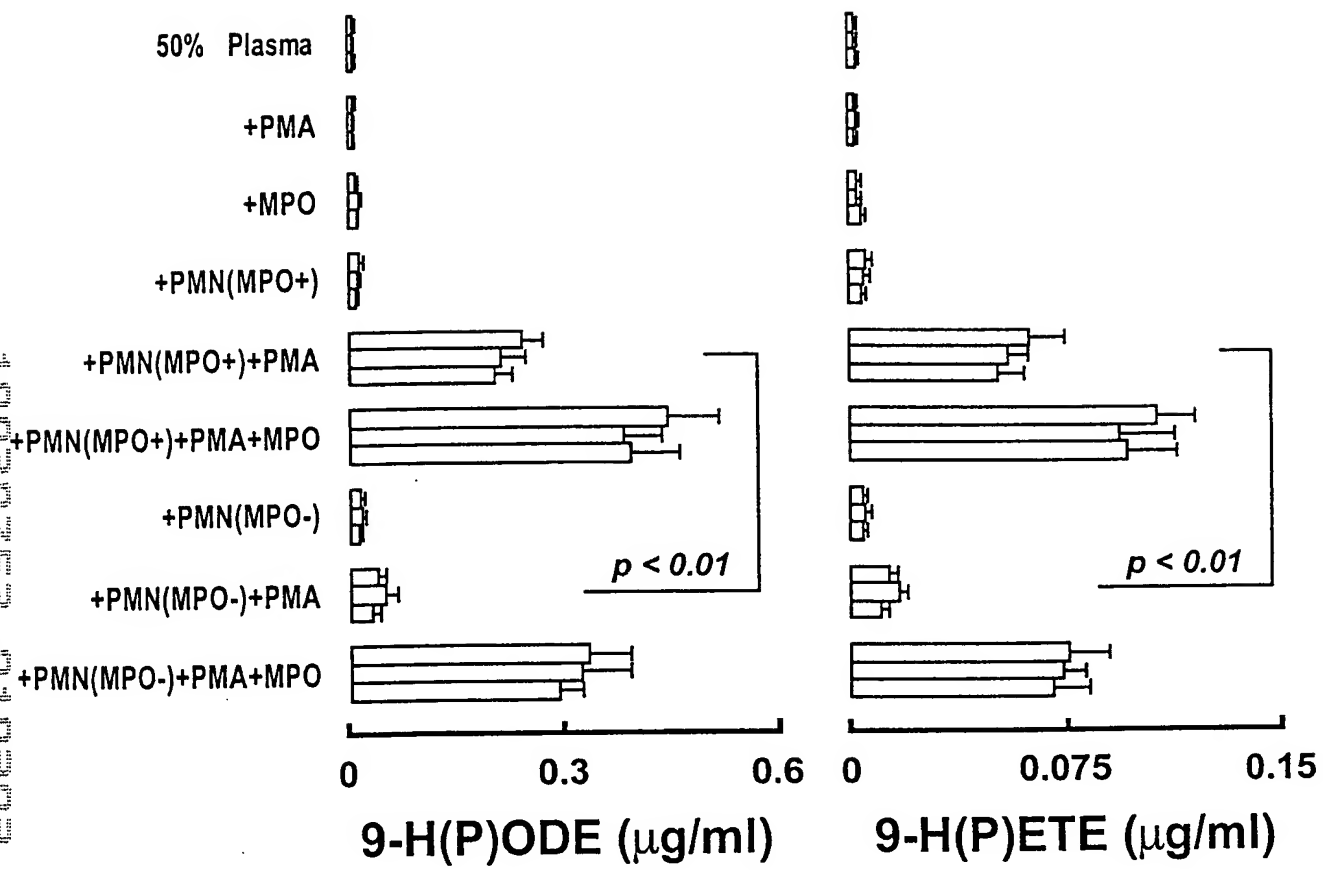 50% Plasma
+PMA
+MPO
+PMN(MPO+)
+PMN(MPO+)+PMA
+PMN(MPO+)+PMA+MPO
+PMN(MPO-)
+PMN(MPO-)+PMA
+PMN(MPO-)+PMA+MPO
p < 0.01
p < 0.01
0 0.3 0.6
0 0.075 0.15
9-H(P)ODE (μg/ml)
9-H(P)ETE (μg/ml)